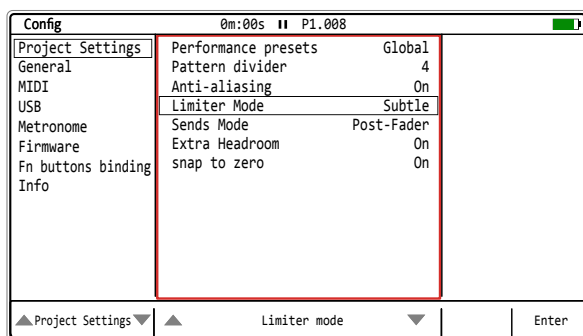 Config 0m:00s II P1.008
Project Settings
General
MIDI
USB
Metronome
Firmware
Fn buttons binding
Info
Performance presets Global
Pattern divider 4
Anti-aliasing On
Limiter Mode Subtle
Sends Mode Post-Fader
Extra Headroom On
snap to zero On
Project Settings Limiter mode Enter